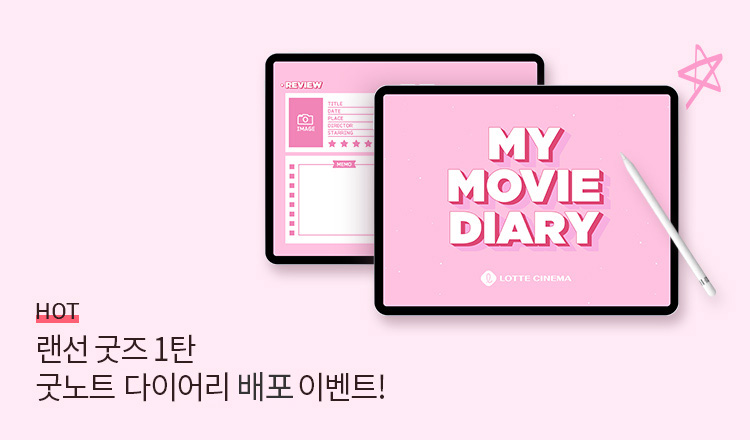 REVIEW
TITLE
DATE
PLACE
DIRECTOR
STARRING
IMAGE
MEMO
MY
MOVIE
DIARY
LOTTE CINEMA
HOT
랜선 굿즈 1탄
굿노트 다이어리 배포 이벤트!